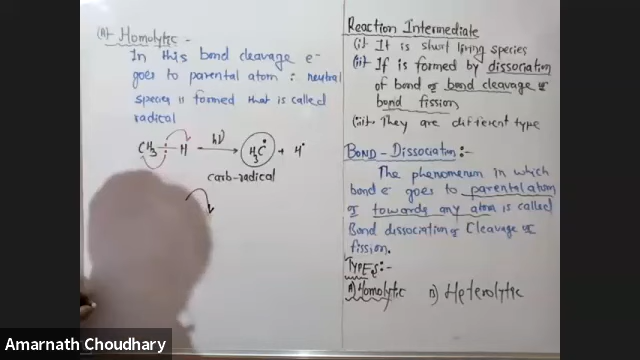 (A) Homolytic -
In this bond cleavage e-
goes to parental atom ∴ neutral
species is formed that is called
radical
CH3 : H hν → H3C• + H•
carb-radical
Reaction Intermediate
(i) It is short living species
(ii) If is formed by dissociation
of bond or bond cleavage or
bond fission
(iii) They are different type
BOND - DISSOCIATION :-
The phenomenon in which
bond e goes to parental atom
or towards any atom is called
Bond dissociation or Cleavage or
fission.
TYPES:-
A) Homolytic B) Heterolytic
Amarnath Choudhary